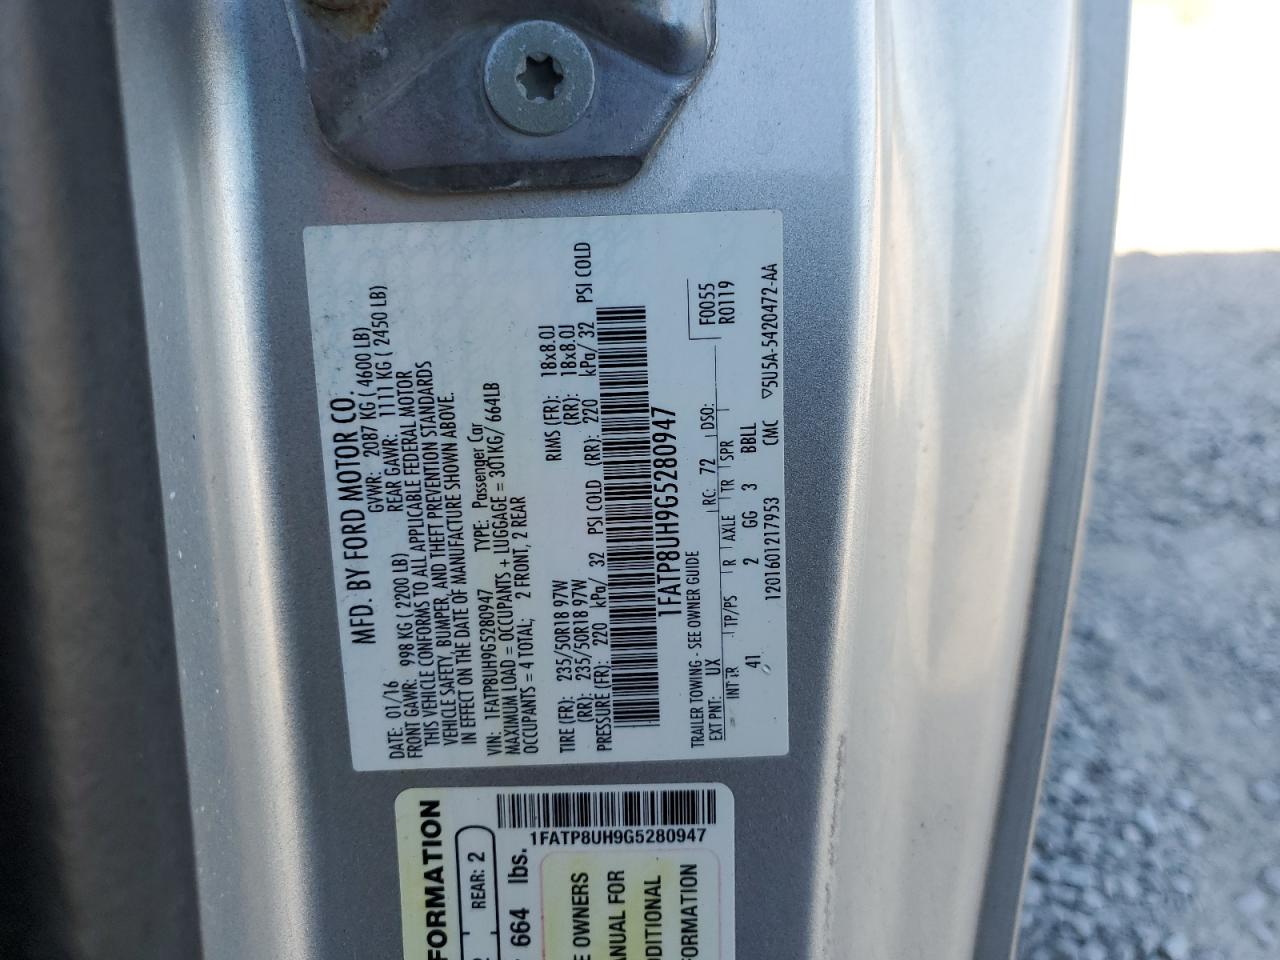 MFD. BY FORD MOTOR CO.
DATE: 01/16 GVWR: 2087 KG ( 4600 LB)
FRONT GAWR: 998 KG ( 2200 LB) REAR GAWR: 1111 KG ( 2450 LB)
THIS VEHICLE CONFORMS TO ALL APPLICABLE FEDERAL MOTOR
VEHICLE SAFETY, BUMPER, AND THEFT PREVENTION STANDARDS
IN EFFECT ON THE DATE OF MANUFACTURE SHOWN ABOVE.
VIN: 1FATP8UH9G5280947 TYPE: Passenger Car
MAXIMUM LOAD = OCCUPANTS + LUGGAGE = 301KG/ 664LB
OCCUPANTS = 4 TOTAL; 2 FRONT, 2 REAR
TIRE (FR): 235/50R18 97W RIMS (FR): 18x8.0J
(RR): 235/50R18 97W (RR): 18x8.0J
PRESSURE (FR): 220 kPa/ 32 PSI COLD (RR): 220 kPa/ 32 PSI COLD
1FATP8UH9G5280947
TRAILER TOWING - SEE OWNER GUIDE
F0055
R0119
EXT PNT: UX RC: 72 DSO:
INT TR TP/PS R AXLE TR SPR
41 2 GG 3 BBLL
1201601217953 CMC ▽5U5A-5420472-AA
1FATP8UH9G5280947
FORMATION
REAR: 2
664 lbs.
E OWNERS
ANUAL FOR
DDITIONAL
FORMATION